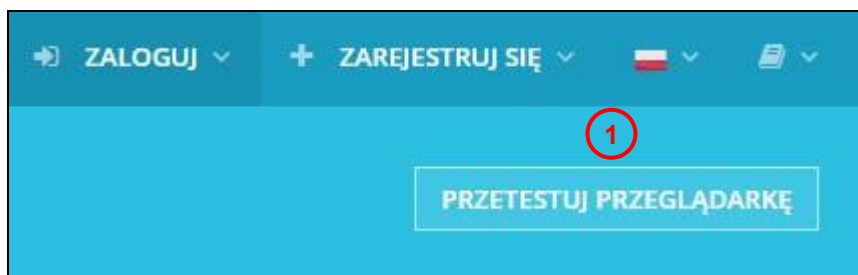 ZALOGUJ ZAREJESTRUJ SIĘ
1
PRZETESTUJ PRZEGLĄDARKĘ